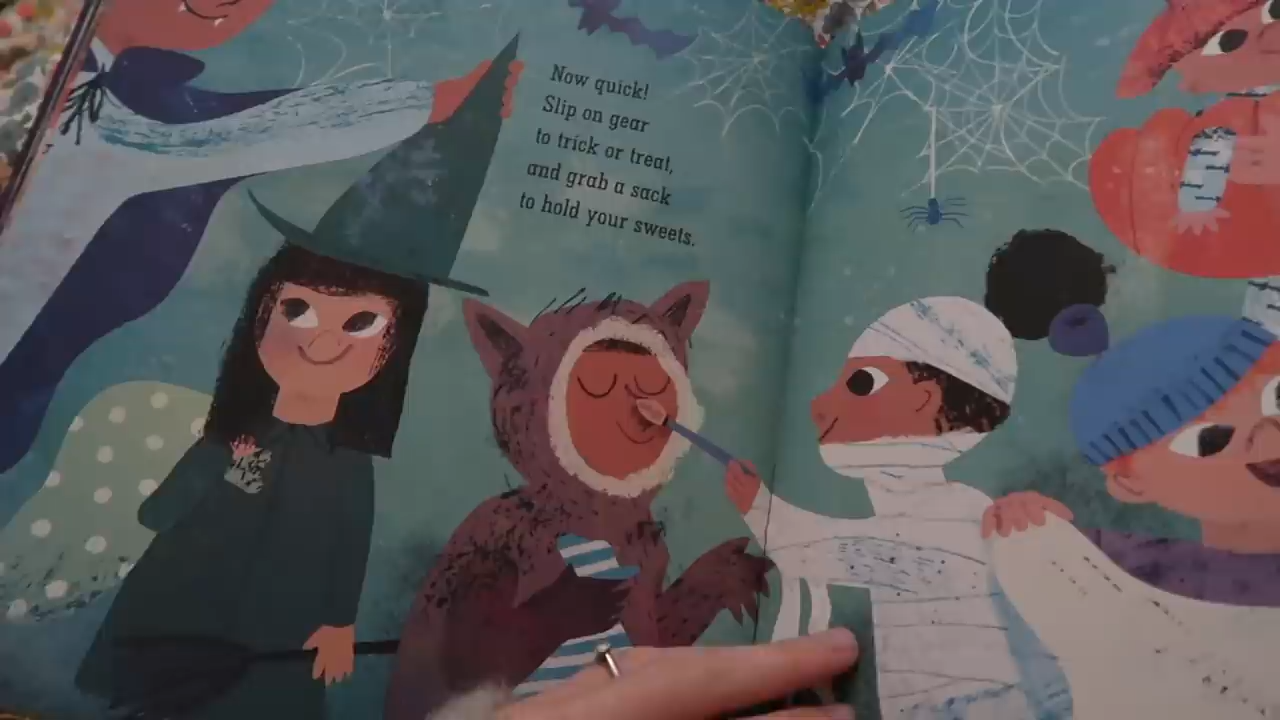 Now quick!
Slip on gear
to trick or treat,
and grab a sack
to hold your sweets.